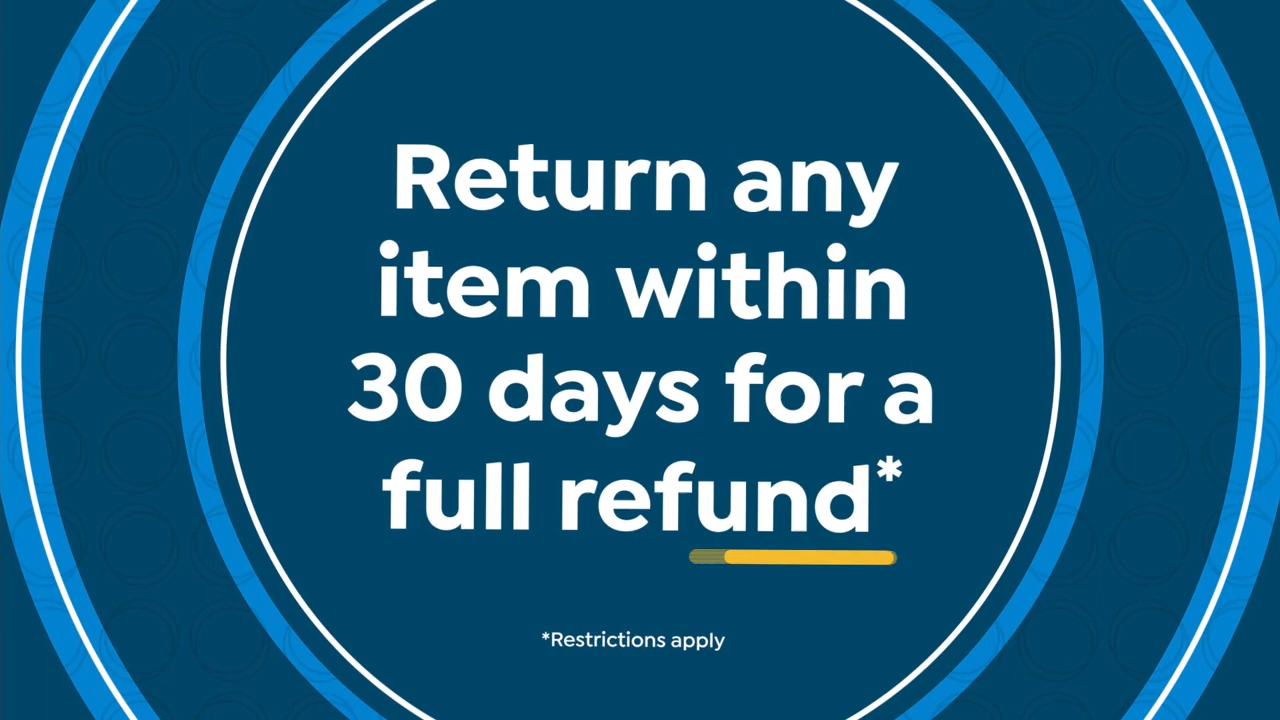 Return any
item within
30 days for a
full refund*
*Restrictions apply